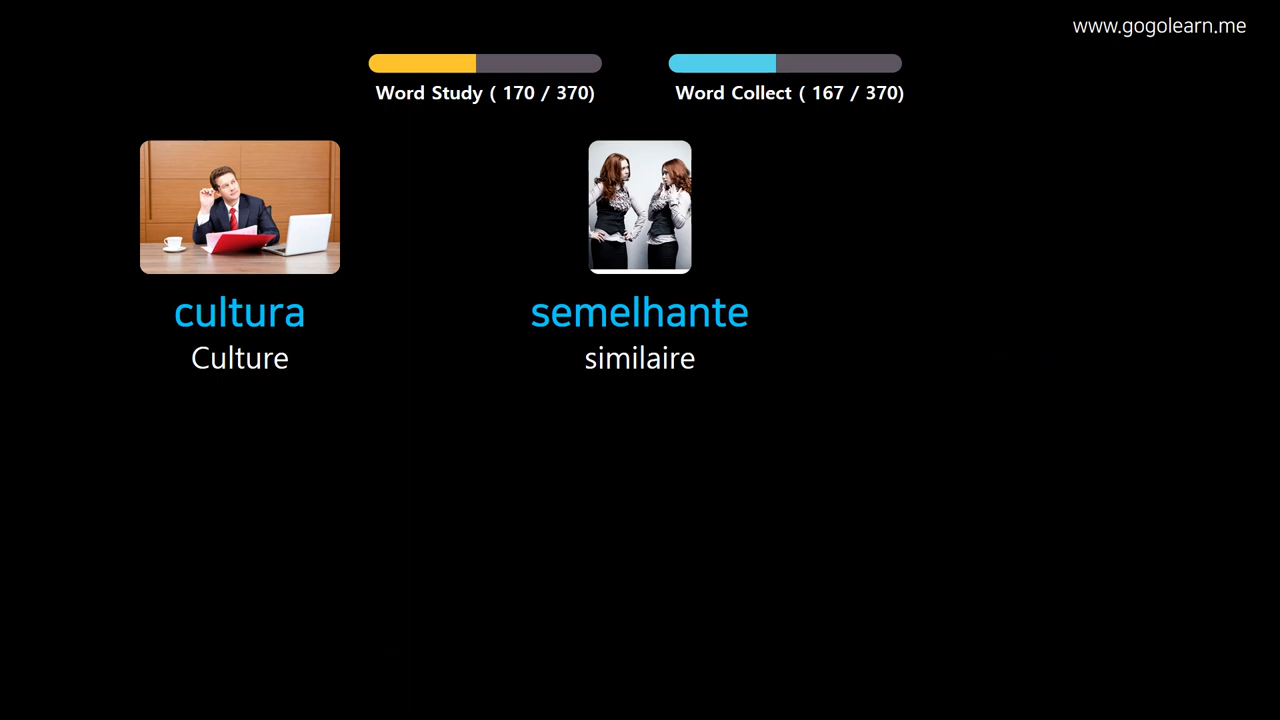 www.gogolearn.me
Word Study ( 170 / 370)
Word Collect ( 167 / 370)
cultura
Culture
semelhante
similaire